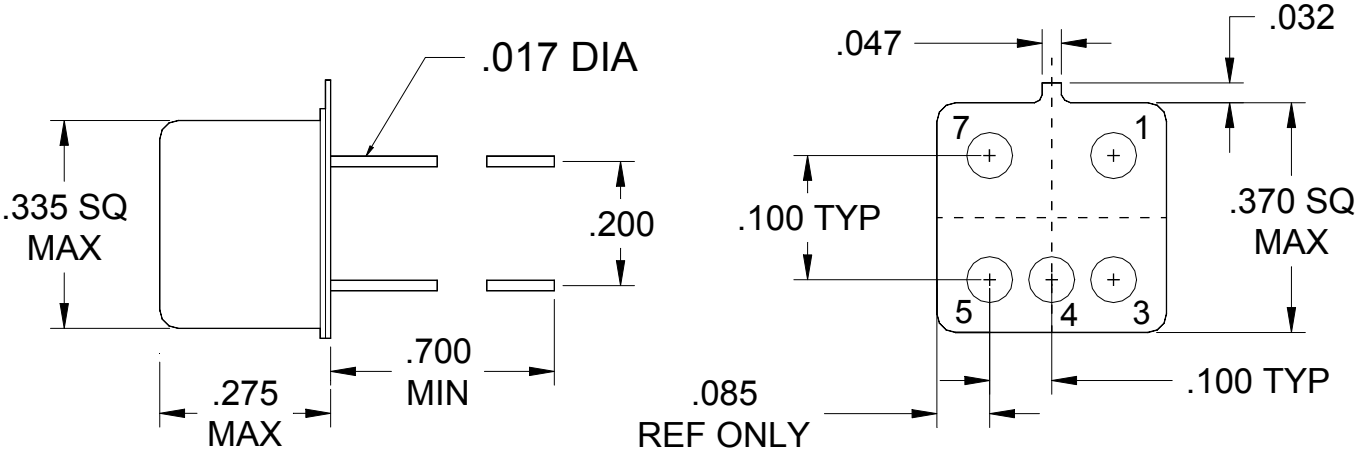 .017 DIA
.335 SQ
MAX
.200
.700
MIN
.275
MAX
.047
.032
7
1
.100 TYP
.370 SQ
MAX
5
4
3
.085
REF ONLY
.100 TYP